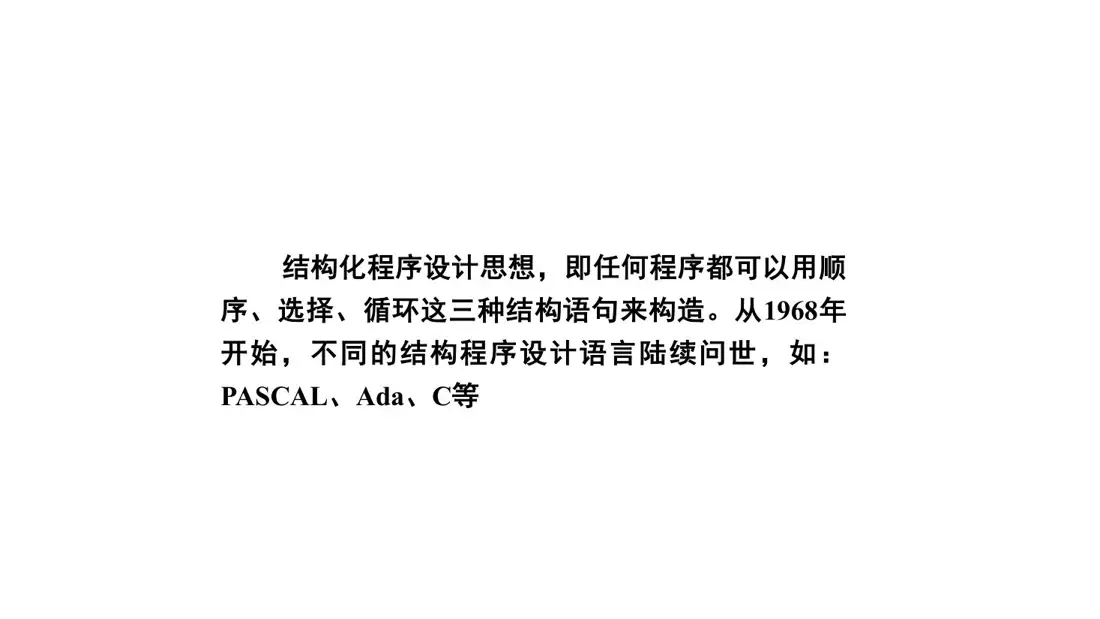 结构化程序设计思想，即任何程序都可以用顺
序、选择、循环这三种结构语句来构造。从1968年
开始，不同的结构程序设计语言陆续问世，如：
PASCAL、Ada、C等